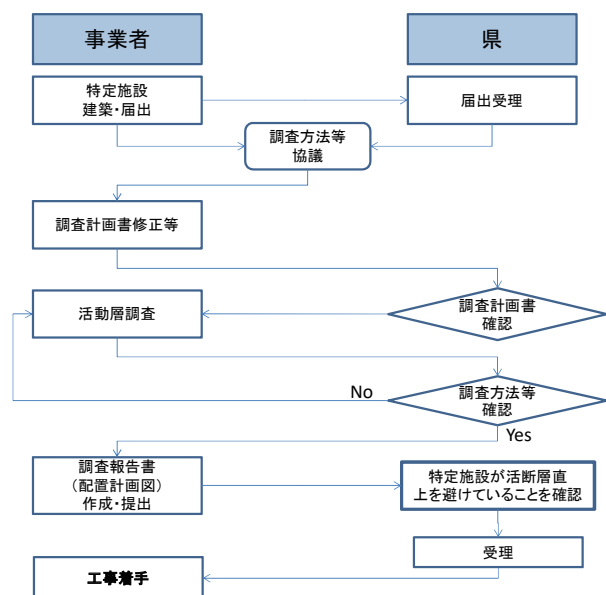 事業者
県
特定施設
建築・届出
届出受理
調査方法等
協議
調査計画書修正等
調査計画書
確認
活動層調査
調査方法等
確認
No
Yes
調査報告書
（配置計画図）
作成・提出
特定施設が活断層直
上を避けていることを確認
受理
工事着手